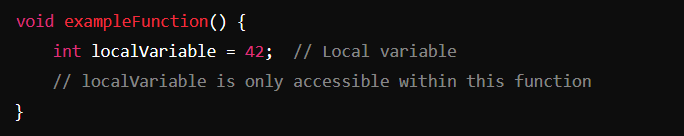 void exampleFunction() {
    int localVariable = 42;  // Local variable
    // localVariable is only accessible within this function
}